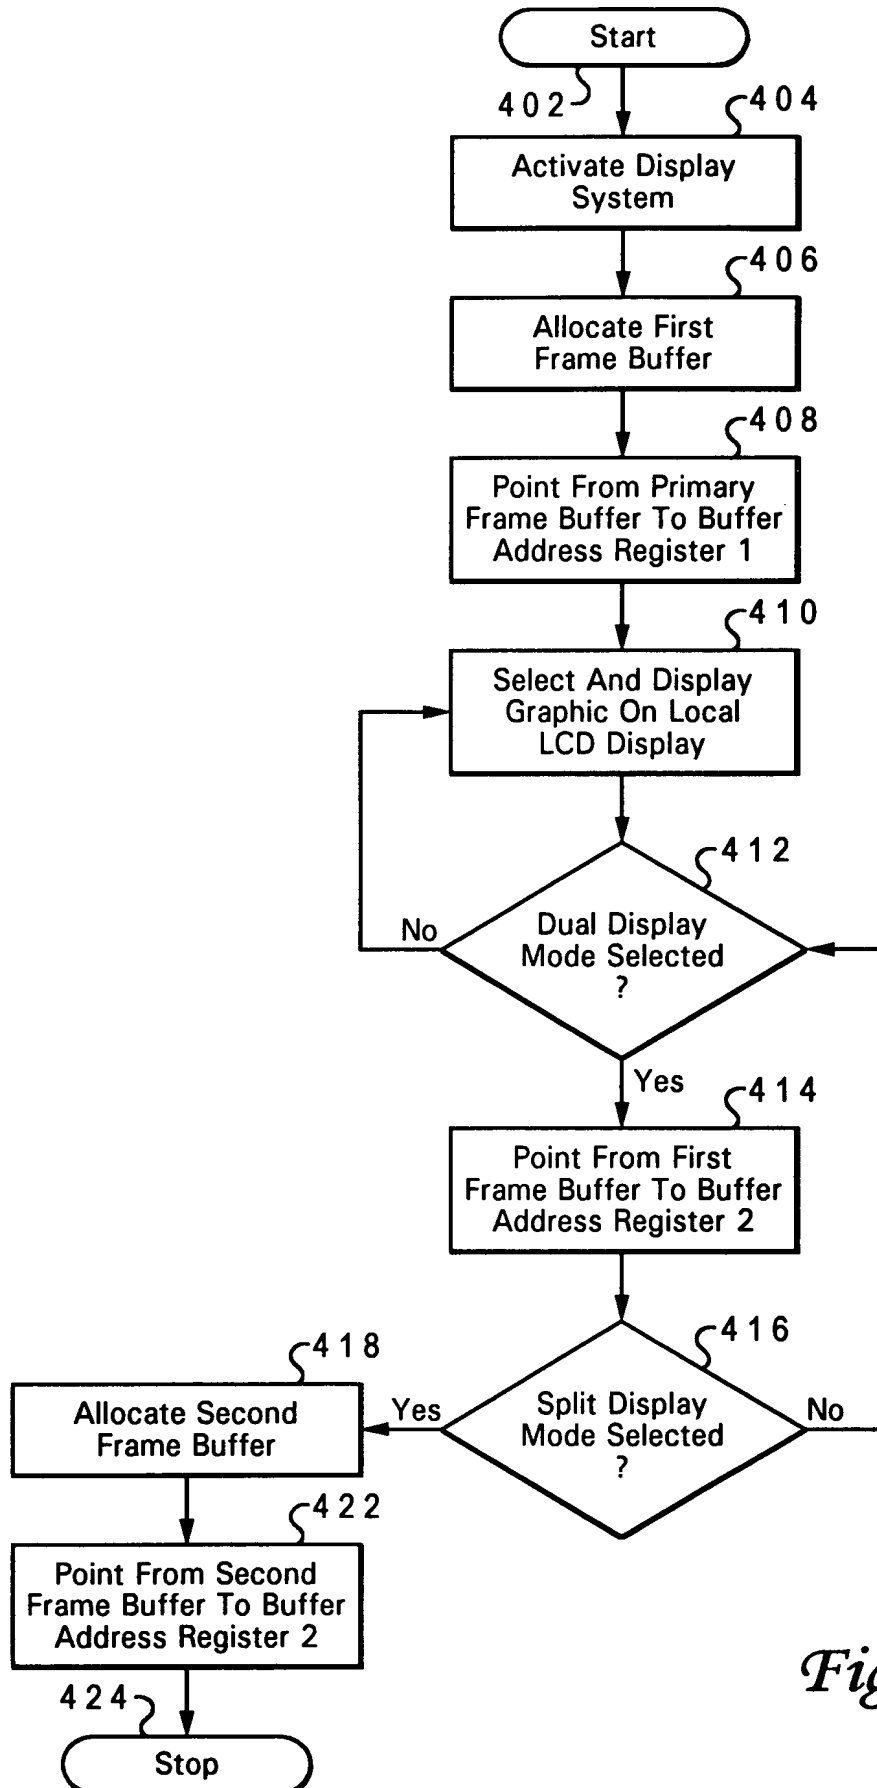 Start
402
404
Activate Display
System
406
Allocate First
Frame Buffer
408
Point From Primary
Frame Buffer To Buffer
Address Register 1
410
Select And Display
Graphic On Local
LCD Display
412
Dual Display
Mode Selected
?
No
Yes
414
Point From First
Frame Buffer To Buffer
Address Register 2
416
Split Display
Mode Selected
?
Yes
No
418
Allocate Second
Frame Buffer
422
Point From Second
Frame Buffer To Buffer
Address Register 2
424
Stop